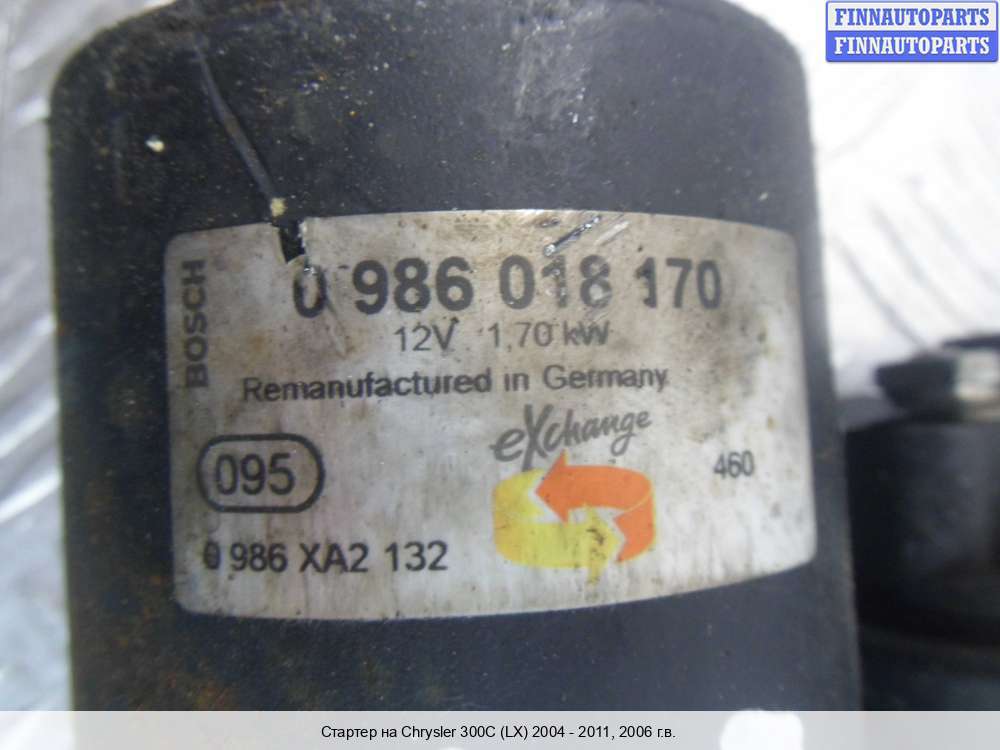 FINNAUTOPARTS
FINNAUTOPARTS
BOSCH
0 986 018 170
12V 1,70 kW
Remanufactured in Germany
eXchange
095
460
0 986 XA2 132
Стартер на Chrysler 300C (LX) 2004 - 2011, 2006 г.в.